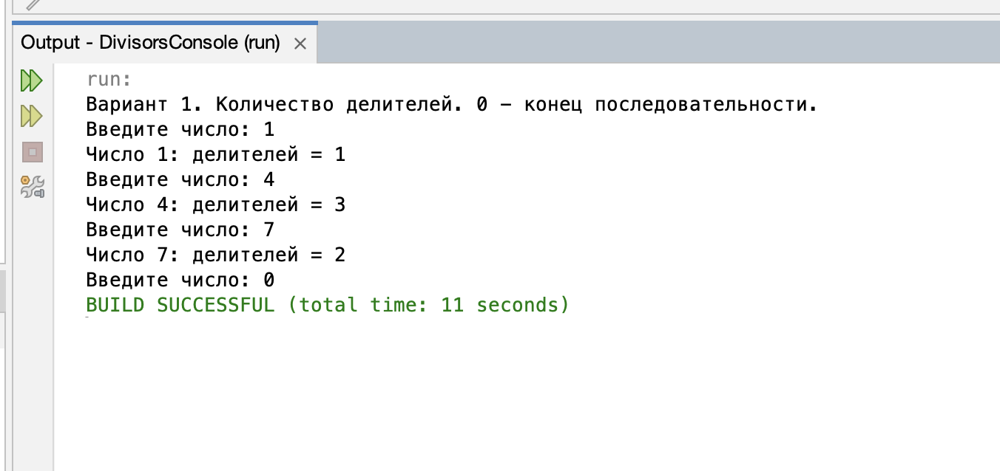 Output - DivisorsConsole (run)
run:
Вариант 1. Количество делителей. 0 – конец последовательности.
Введите число: 1
Число 1: делителей = 1
Введите число: 4
Число 4: делителей = 3
Введите число: 7
Число 7: делителей = 2
Введите число: 0
BUILD SUCCESSFUL (total time: 11 seconds)